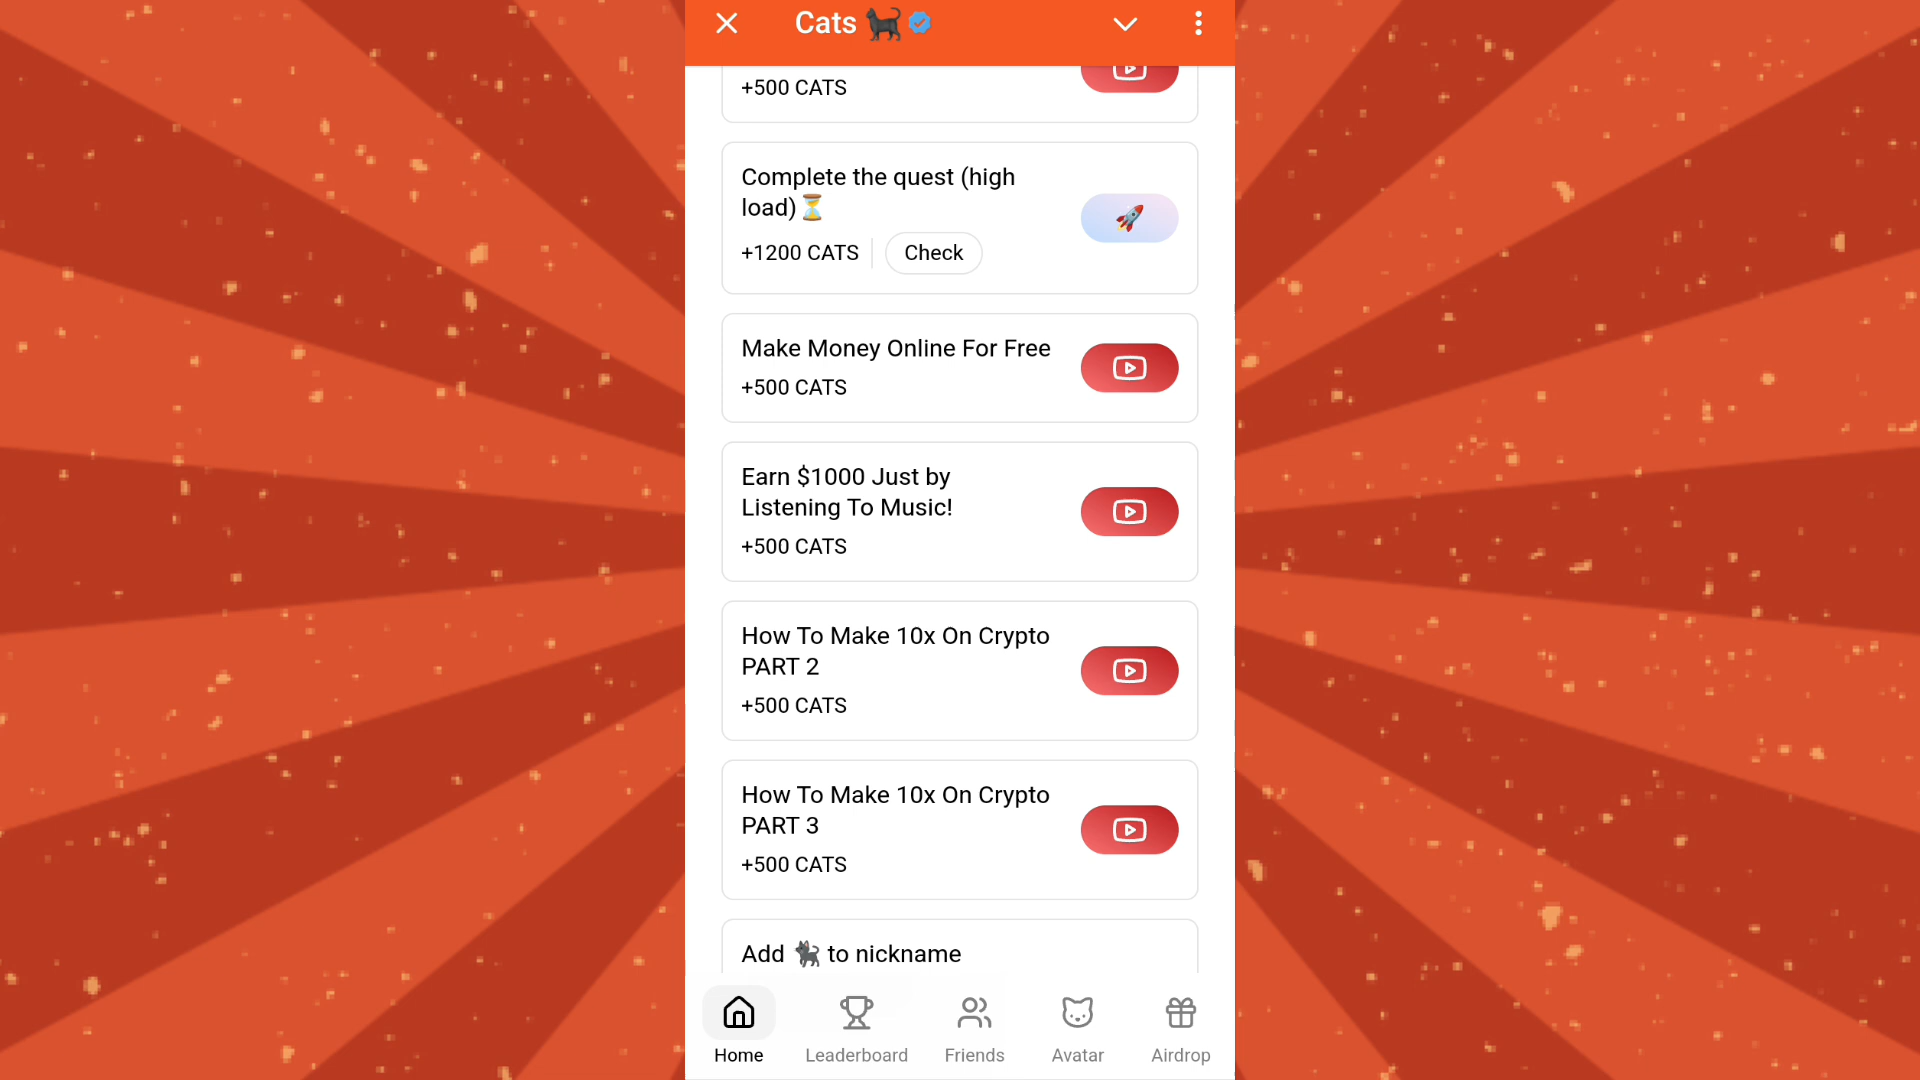 Cats
+500 CATS
Complete the quest (high
load)
+1200 CATS
Check
Make Money Online For Free
+500 CATS
Earn $1000 Just by
Listening To Music!
+500 CATS
How To Make 10x On Crypto
PART 2
+500 CATS
How To Make 10x On Crypto
PART 3
+500 CATS
Add 🐈‍⬛ to nickname
Home
Leaderboard
Friends
Avatar
Airdrop